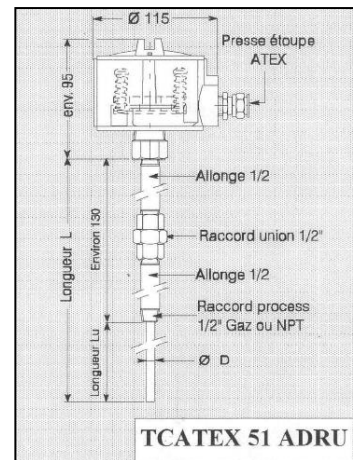 Ø 115
Presse étoupe
ATEX
env. 95
Allonge 1/2
Longueur L
Environ 130
Raccord union 1/2"
Allonge 1/2
Raccord process
1/2" Gaz ou NPT
Longueur Lu
Ø D
TCATEX 51 ADRU